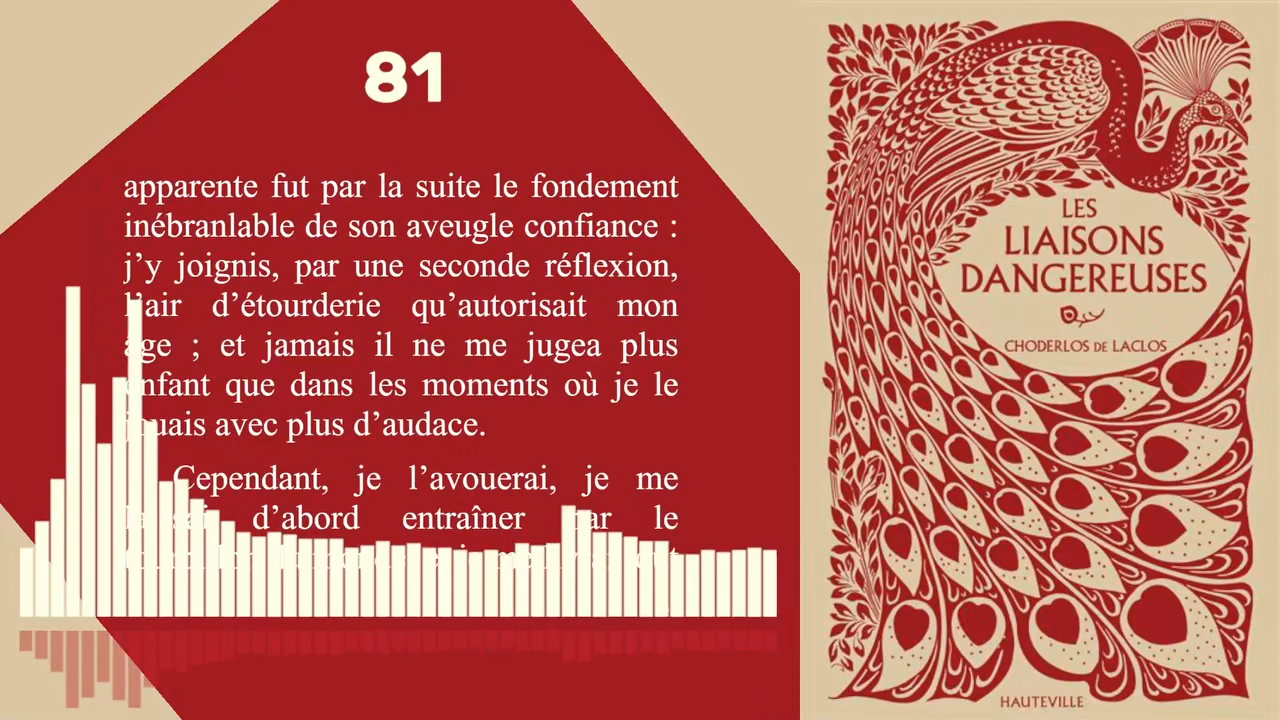 81
apparente fut par la suite le fondement
inébranlable de son aveugle confiance :
j’y joignis, par une seconde réflexion,
l’air d’étourderie qu’autorisait mon
âge ; et jamais il ne me jugea plus
enfant que dans les moments où je le
jouais avec plus d’audace.
Cependant, je l’avouerai, je me
laissai d’abord entraîner par le
LES
LIAISONS
DANGEREUSES
CHODERLOS DE LACLOS
HAUTEVILLE